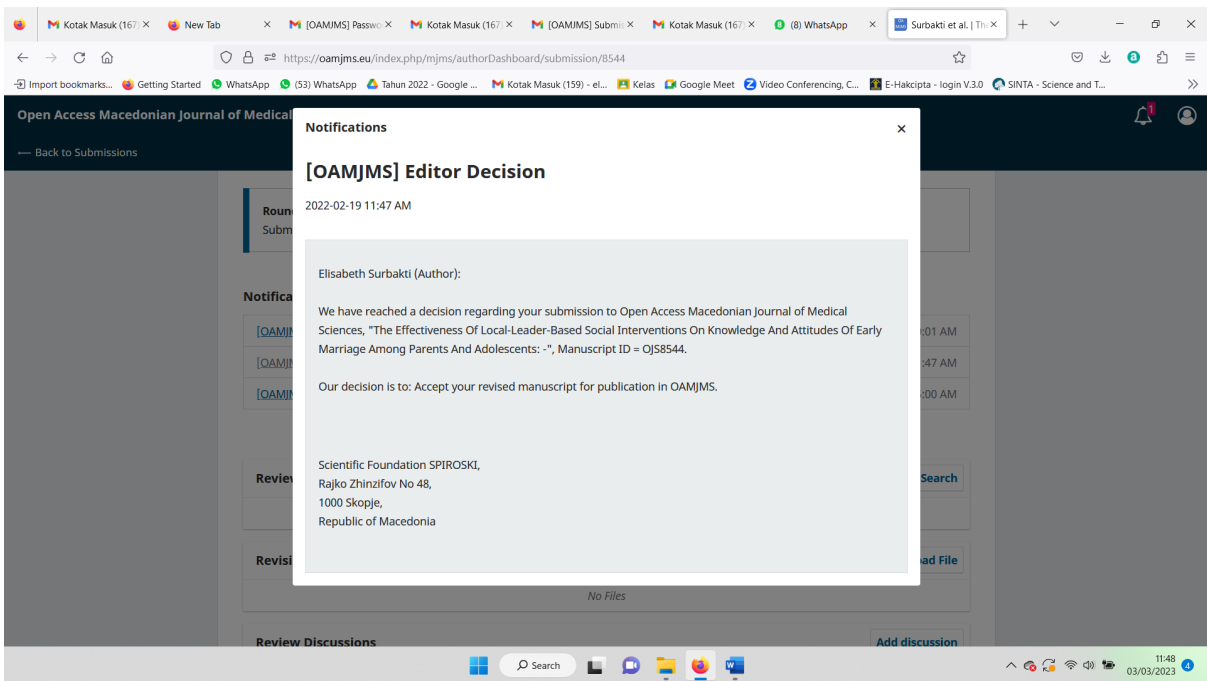 Kotak Masuk (167) New Tab [OAMJMS] Passwo Kotak Masuk (167) [OAMJMS] Submis Kotak Masuk (167) (8) WhatsApp Surbakti et al. | The
https://oamjms.eu/index.php/mjms/authorDashboard/submission/8544
Import bookmarks... Getting Started WhatsApp (53) WhatsApp Tahun 2022 - Google ... Kotak Masuk (159) - el... Kelas Google Meet Video Conferencing, C... E-Hakcipta - login V.3.0 SINTA - Science and T...
Open Access Macedonian Journal of Medical
1
← Back to Submissions
Notifications
[OAMJMS] Editor Decision
2022-02-19 11:47 AM
Roun
Subm
Elisabeth Surbakti (Author):
Notifica
We have reached a decision regarding your submission to Open Access Macedonian Journal of Medical
Sciences, "The Effectiveness Of Local-Leader-Based Social Interventions On Knowledge And Attitudes Of Early
Marriage Among Parents And Adolescents: -", Manuscript ID = OJS8544.
[OAMJM :01 AM
[OAMJM :47 AM
[OAMJM :00 AM
Our decision is to: Accept your revised manuscript for publication in OAMJMS.
Scientific Foundation SPIROSKI,
Rajko Zhinzifov No 48,
1000 Skopje,
Republic of Macedonia
Review Search
Revisi ad File
No Files
Review Discussions Add discussion
Search
11:48
03/03/2023
4